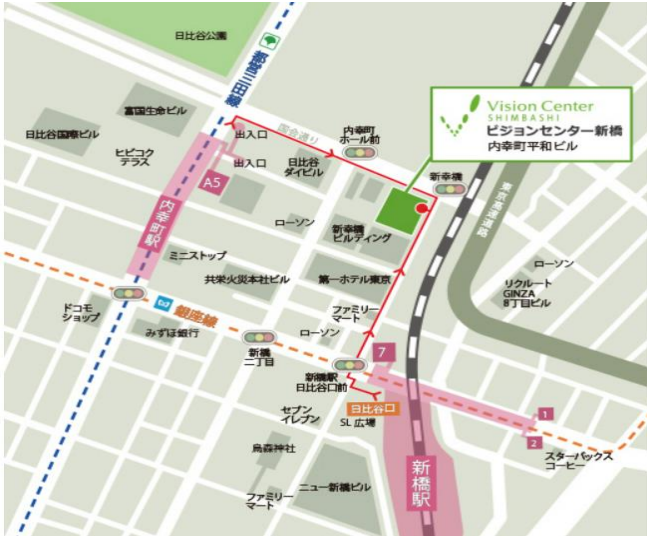 日比谷公園
都営三田線
富国生命ビル
日比谷国際ビル
ヒビヤコク
テラス
出入口
国会通り
内幸町
ホール前
出入口
A5
日比谷
ダイビル
新幸橋
Vision Center
SHIMBASHI
ビジョンセンター新橋
内幸町平和ビル
東京高速道路
内幸町駅
ローソン
新幸橋
ビルディング
ミニストップ
共栄火災本社ビル
第一ホテル東京
ローソン
リクルート
GINZA
8丁目ビル
ドコモ
ショップ
銀座線
みずほ銀行
ファミリー
マート
ローソン
新橋
二丁目
7
新橋駅
日比谷口前
日比谷口
SL 広場
セブン
イレブン
1
2
スターバックス
コーヒー
烏森神社
新橋駅
ニュー新橋ビル
ファミリー
マート